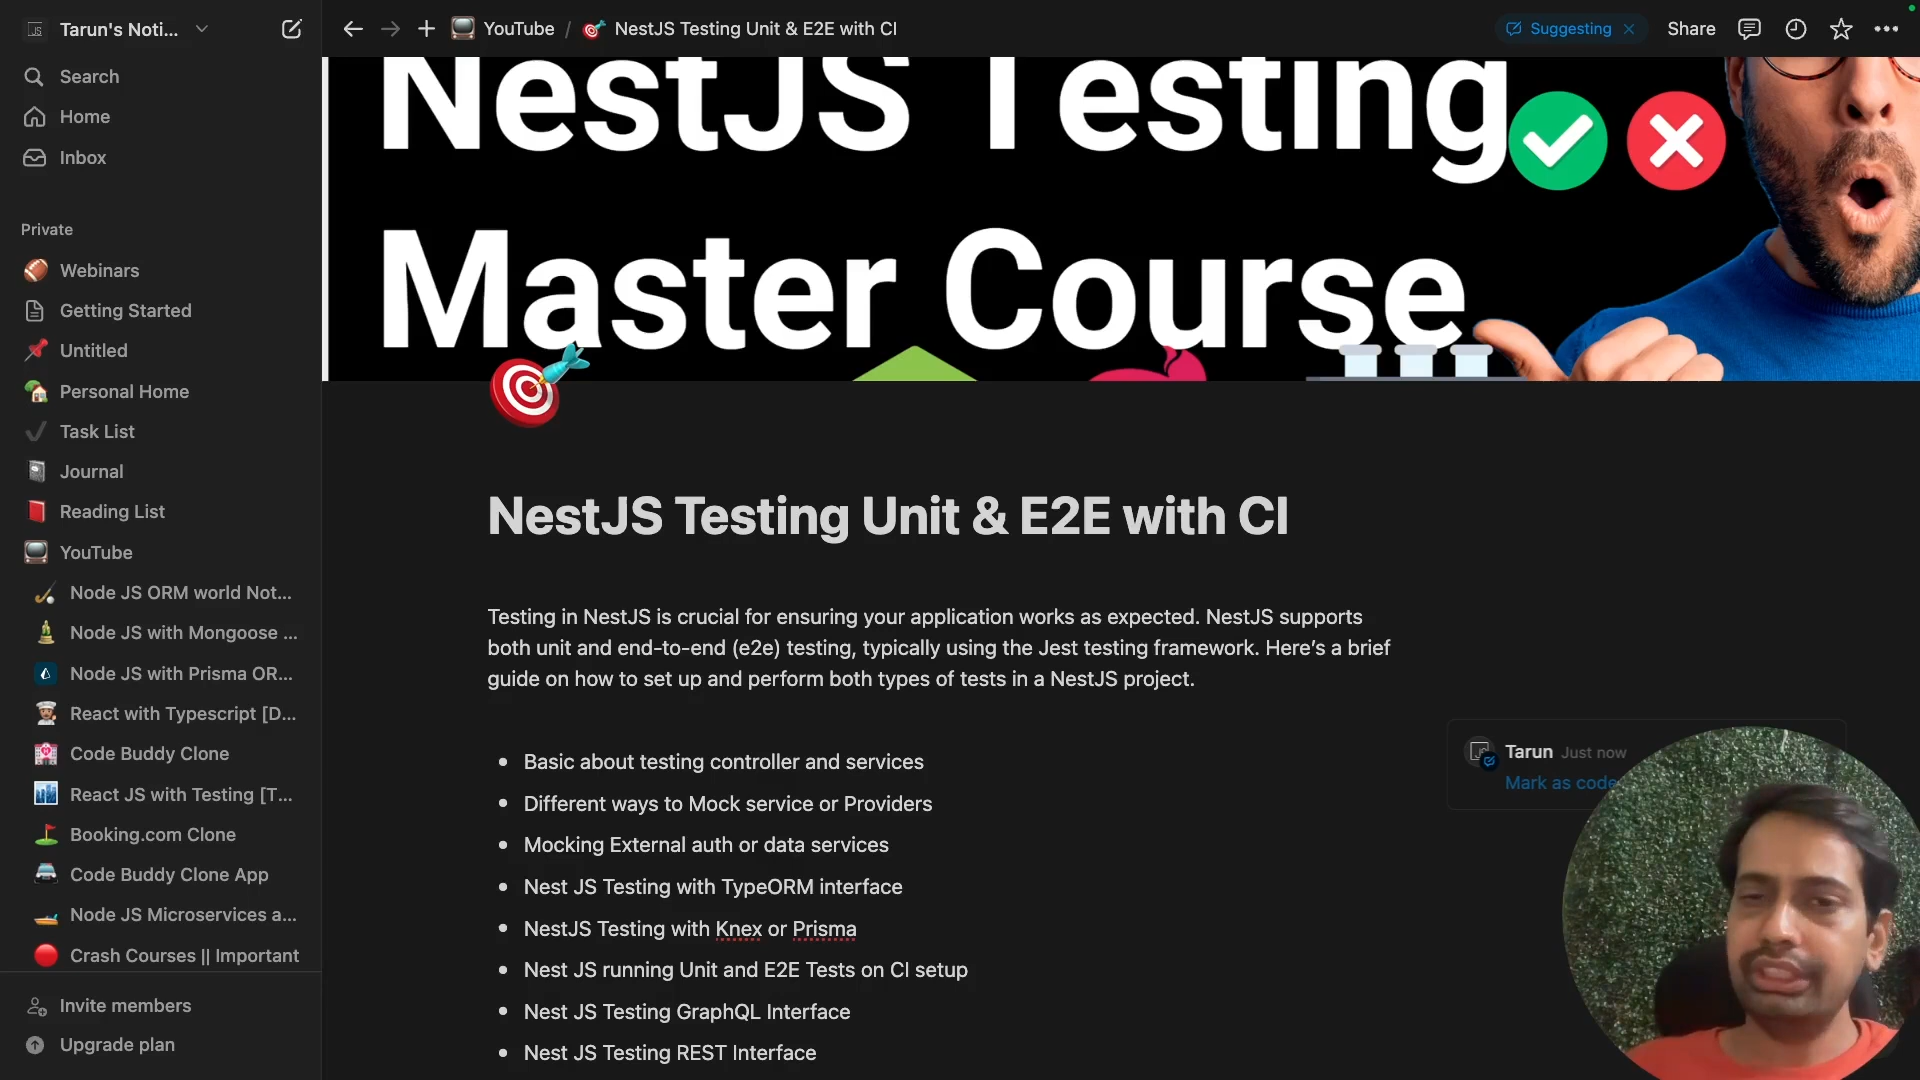 Tarun's Noti...
YouTube / NestJS Testing Unit & E2E with CI
Suggesting
Share
Search
Home
Inbox
Private
Webinars
Getting Started
Untitled
Personal Home
Task List
Journal
Reading List
YouTube
Node JS ORM world Not...
Node JS with Mongoose ...
Node JS with Prisma OR...
React with Typescript [D...
Code Buddy Clone
React JS with Testing [T...
Booking.com Clone
Code Buddy Clone App
Node JS Microservices a...
Crash Courses || Important
Invite members
Upgrade plan
NestJS Testing
Master Course
NestJS Testing Unit & E2E with CI
Testing in NestJS is crucial for ensuring your application works as expected. NestJS supports
both unit and end-to-end (e2e) testing, typically using the Jest testing framework. Here's a brief
guide on how to set up and perform both types of tests in a NestJS project.
Basic about testing controller and services
Different ways to Mock service or Providers
Mocking External auth or data services
Nest JS Testing with TypeORM interface
NestJS Testing with Knex or Prisma
Nest JS running Unit and E2E Tests on CI setup
Nest JS Testing GraphQL Interface
Nest JS Testing REST Interface
Tarun Just now
Mark as code